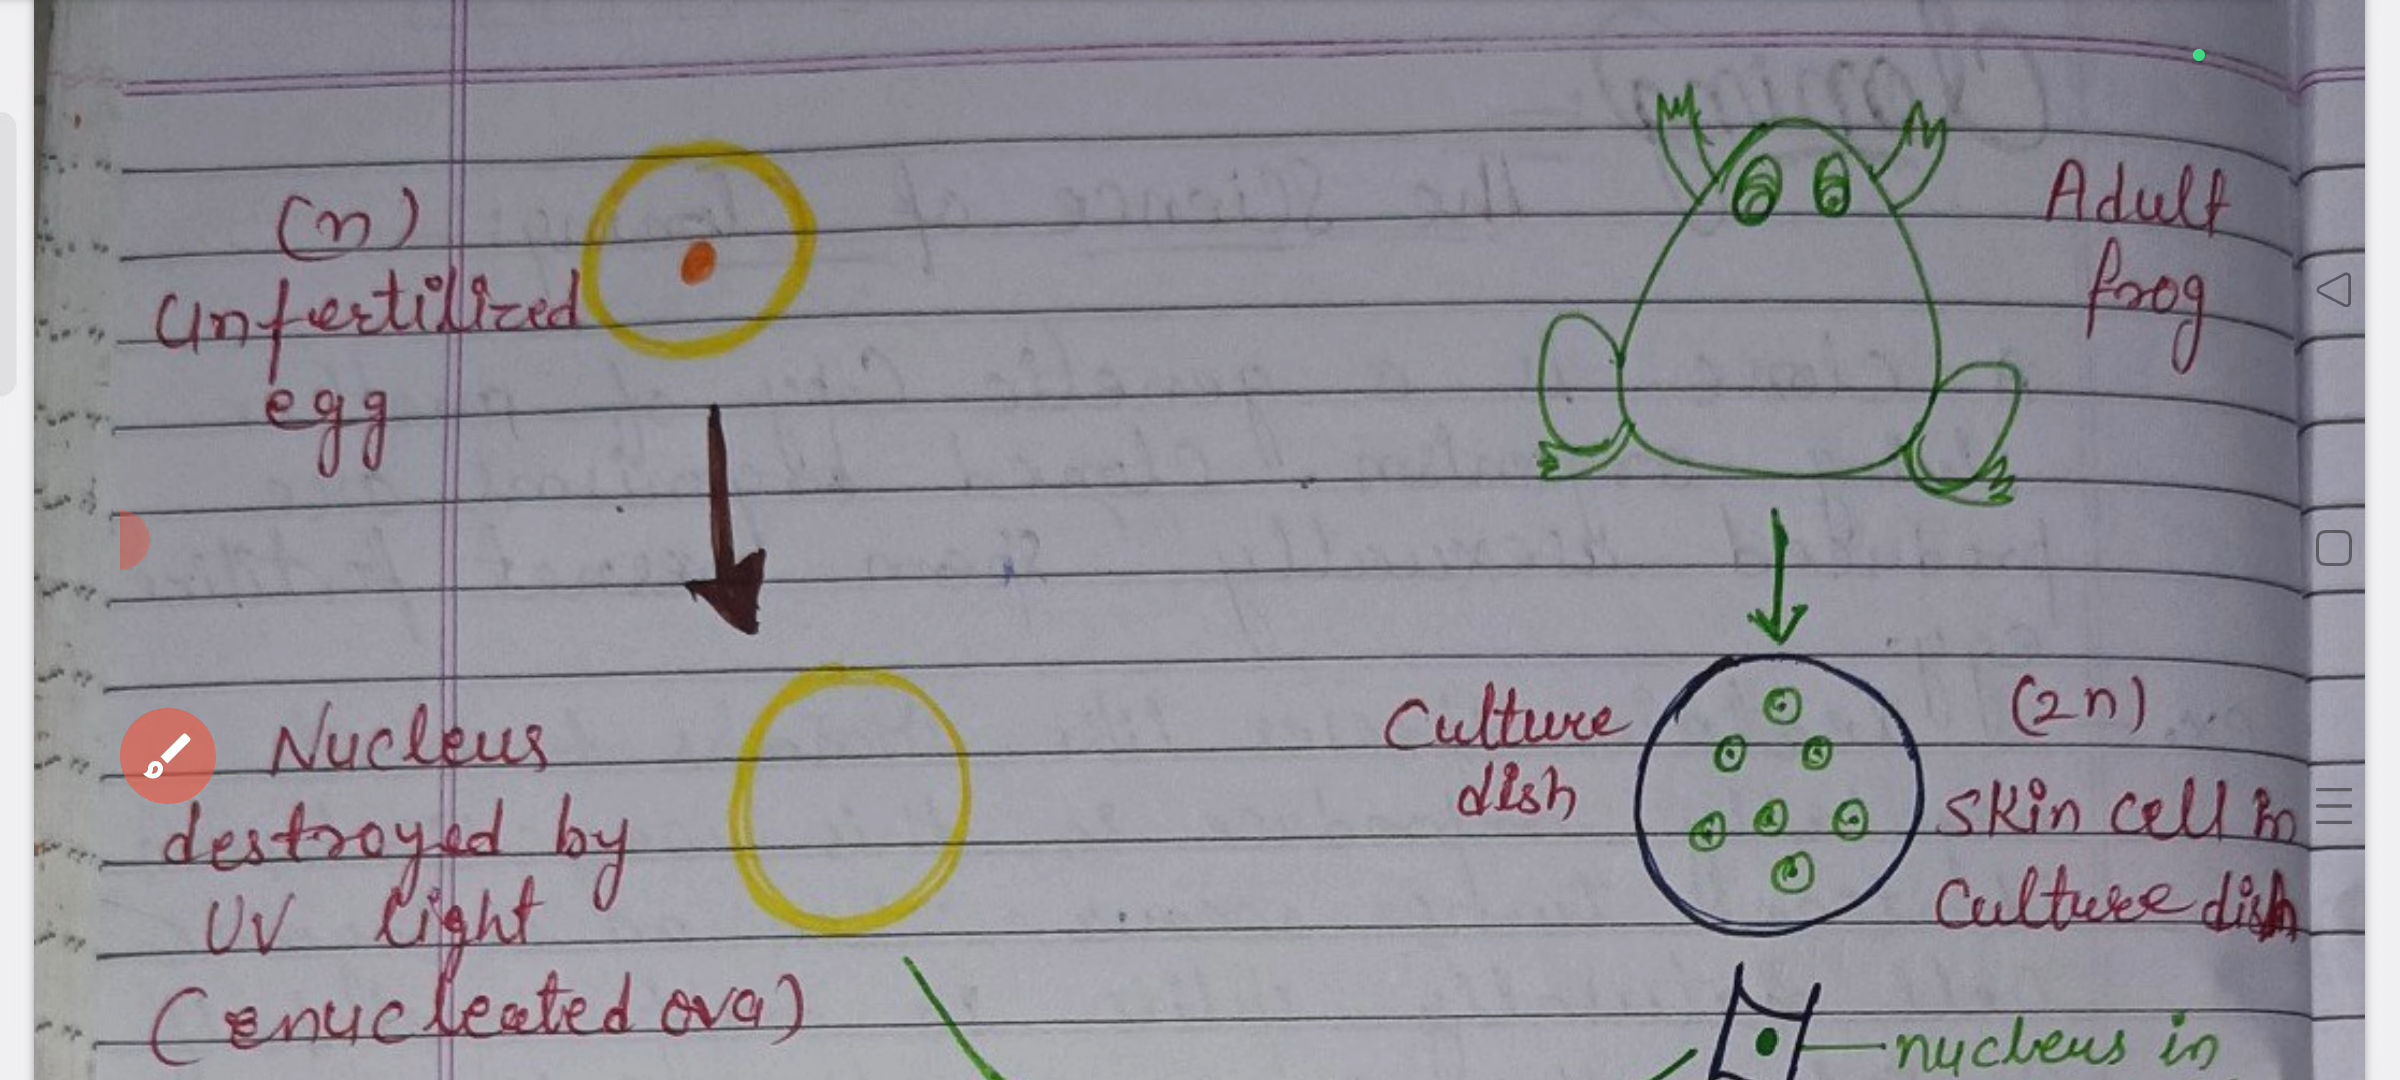 (n)
Unfertilized
egg
Adult
frog
Nucleus
destroyed by
UV light
(enucleated ova)
Culture
dish
(2n)
skin cell in
Culture dish
nucleus in